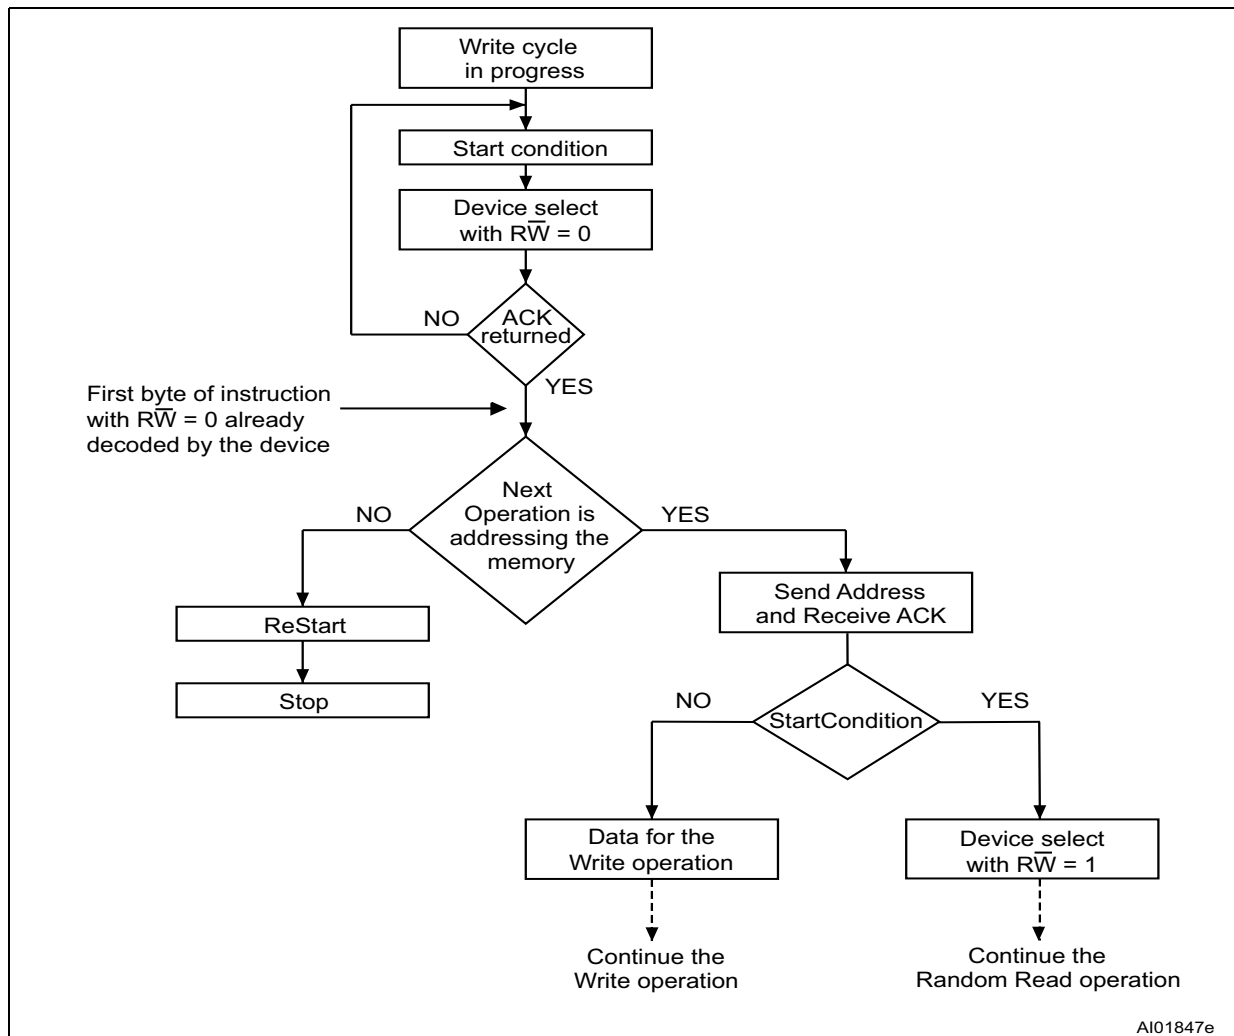 Write cycle
in progress
Start condition
Device select
with RW̅ = 0
NO
ACK
returned
YES
First byte of instruction
with RW̅ = 0 already
decoded by the device
NO
Next
Operation is
addressing the
memory
YES
Send Address
and Receive ACK
ReStart
Stop
NO
StartCondition
YES
Data for the
Write operation
Device select
with RW̅ = 1
Continue the
Write operation
Continue the
Random Read operation
AI01847e